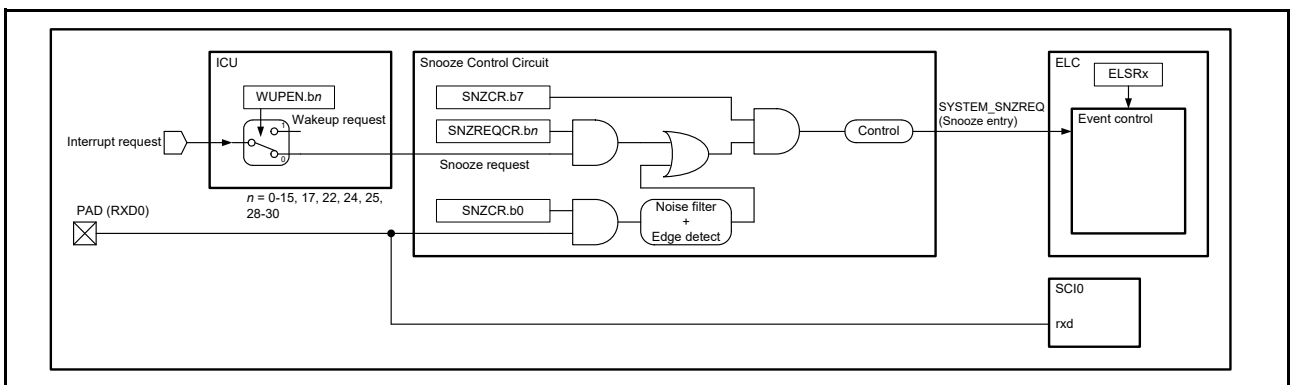 ICU
Snooze Control Circuit
ELC
WUPEN.bn
SNZCR.b7
ELSRx
SYSTEM_SNZREQ
(Snooze entry)
1
Wakeup request
SNZREQCR.bn
Control
Event control
Interrupt request
0
Snooze request
n = 0-15, 17, 22, 24, 25,
28-30
PAD (RXD0)
SNZCR.b0
Noise filter
+
Edge detect
SCI0
rxd